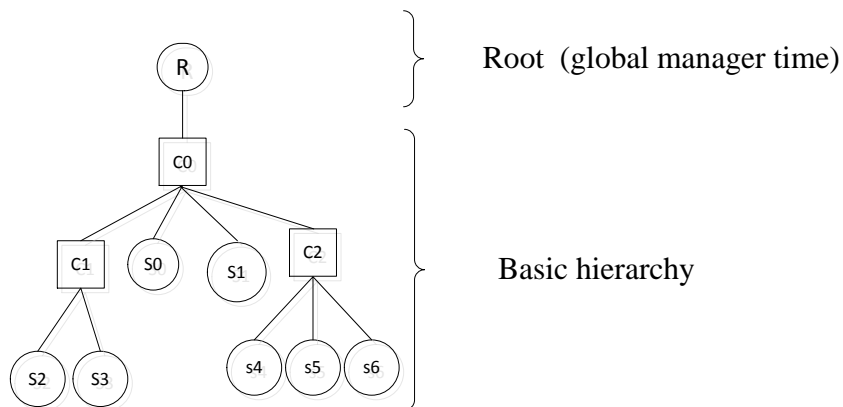 R
Root (global manager time)
C0
C1
S0
S1
C2
Basic hierarchy
S2
S3
s4
s5
s6